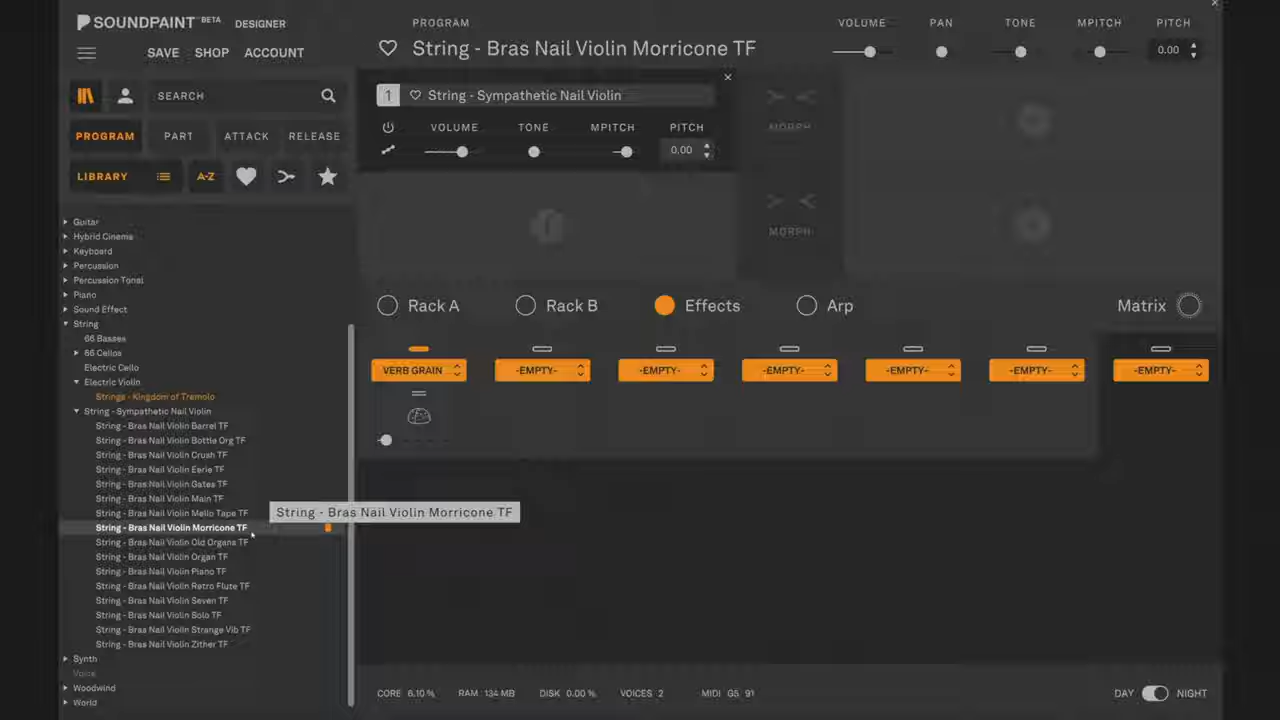 SOUNDPAINT BETA DESIGNER
SAVE SHOP ACCOUNT
PROGRAM
String - Bras Nail Violin Morricone TF
VOLUME PAN TONE MPITCH PITCH
0.00
SEARCH
PROGRAM PART ATTACK RELEASE
LIBRARY A-Z
Guitar
Hybrid Cinema
Keyboard
Percussion
Percussion Tonal
Piano
Sound Effect
String
66 Basses
66 Cellos
Electric Cello
Electric Violin
Strings - Kingdom of Tremolo
String - Sympathetic Nail Violin
String - Bras Nail Violin Barrel TF
String - Bras Nail Violin Bottle Org TF
String - Bras Nail Violin Crush TF
String - Bras Nail Violin Eerie TF
String - Bras Nail Violin Gates TF
String - Bras Nail Violin Main TF
String - Bras Nail Violin Mello Tape TF
String - Bras Nail Violin Morricone TF
String - Bras Nail Violin Old Organs TF
String - Bras Nail Violin Organ TF
String - Bras Nail Violin Piano TF
String - Bras Nail Violin Retro Flute TF
String - Bras Nail Violin Seven TF
String - Bras Nail Violin Solo TF
String - Bras Nail Violin Strange Vib TF
String - Bras Nail Violin Zither TF
Synth
Voice
Woodwind
World
1 String - Sympathetic Nail Violin
VOLUME TONE MPITCH PITCH
0.00
MORPH
MORPH
Rack A Rack B Effects Arp Matrix
VERB GRAIN -EMPTY- -EMPTY- -EMPTY- -EMPTY- -EMPTY- -EMPTY-
String - Bras Nail Violin Morricone TF
CORE 6.10 % RAM 134 MB DISK 0.00 % VOICES 2 MIDI G5 91
DAY NIGHT